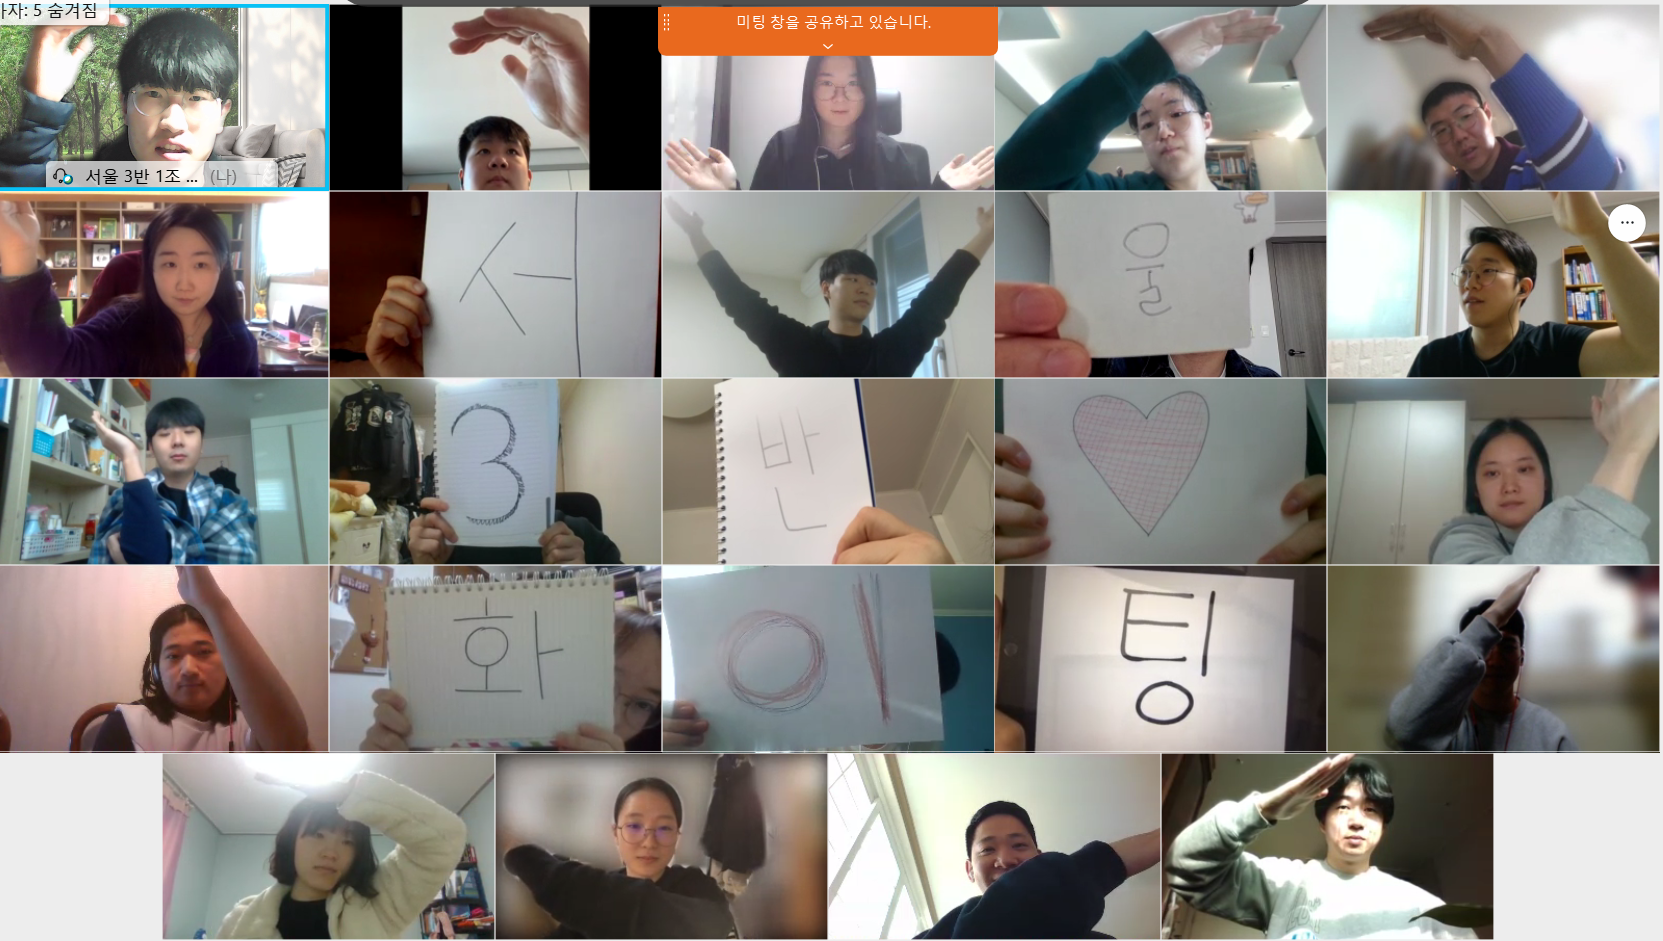 가자: 5 숨겨짐
미팅 창을 공유하고 있습니다.
서울 3반 1조 ... (나)
서
울
3
반
화
이
팅